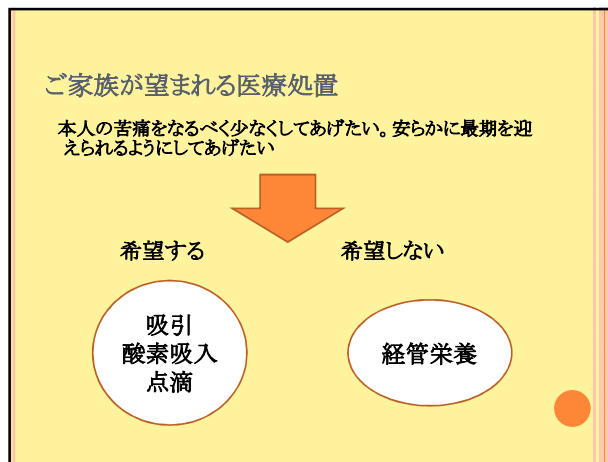 ご家族が望まれる医療処置
本人の苦痛をなるべく少なくしてあげたい。安らかに最期を迎
えられるようにしてあげたい
希望する
希望しない
吸引
酸素吸入
点滴
経管栄養